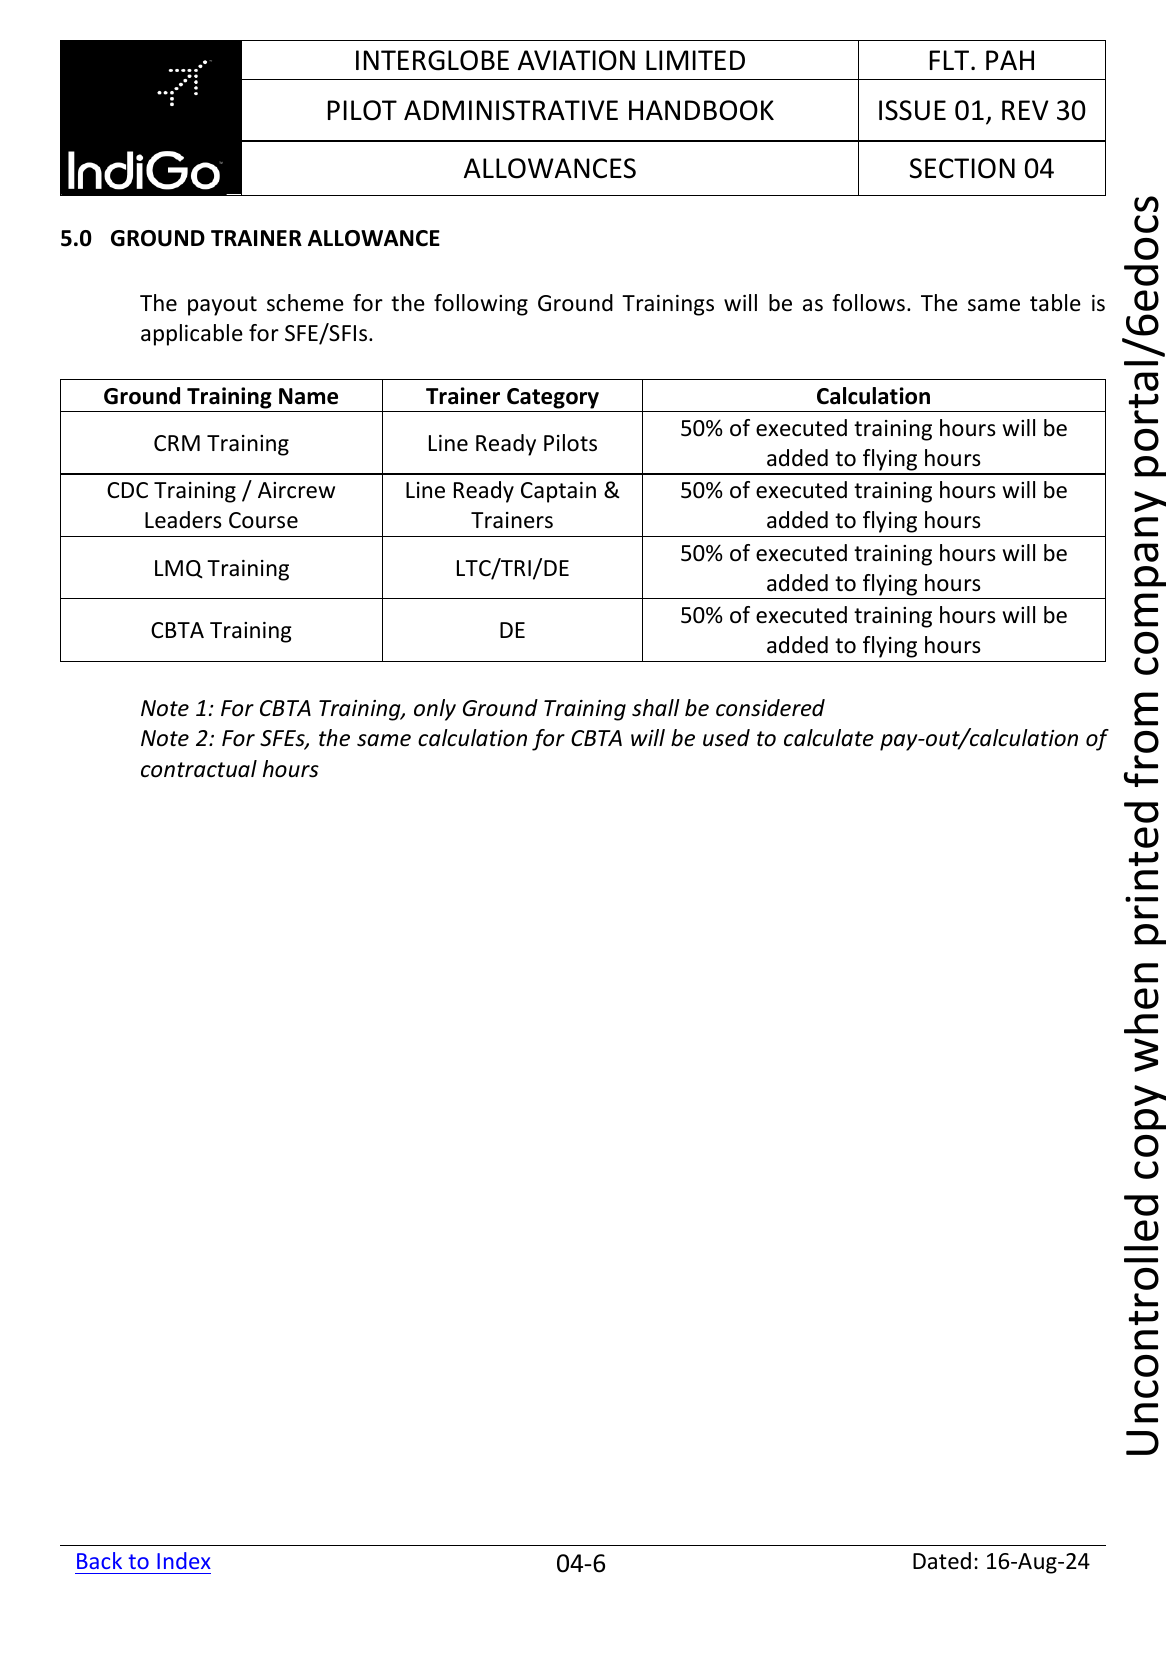 INTERGLOBE AVIATION LIMITED
FLT. PAH
PILOT ADMINISTRATIVE HANDBOOK
ISSUE 01, REV 30
IndiGo
ALLOWANCES
SECTION 04
5.0 GROUND TRAINER ALLOWANCE
The payout scheme for the following Ground Trainings will be as follows. The same table is
applicable for SFE/SFIs.
Ground Training Name
Trainer Category
Calculation
CRM Training
Line Ready Pilots
50% of executed training hours will be
added to flying hours
CDC Training / Aircrew
Leaders Course
Line Ready Captain &
Trainers
50% of executed training hours will be
added to flying hours
LMQ Training
LTC/TRI/DE
50% of executed training hours will be
added to flying hours
CBTA Training
DE
50% of executed training hours will be
added to flying hours
Note 1: For CBTA Training, only Ground Training shall be considered
Note 2: For SFEs, the same calculation for CBTA will be used to calculate pay-out/calculation of
contractual hours
Back to Index
04-6
Dated: 16-Aug-24
Uncontrolled copy when printed from company portal/6edocs